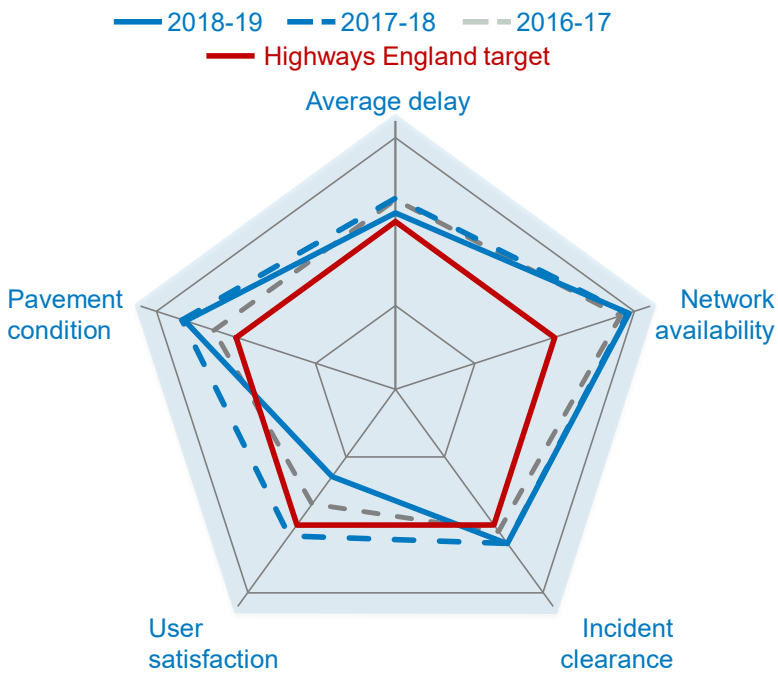 2018-19 2017-18 2016-17
Highways England target
Average delay
Pavement
condition
Network
availability
User
satisfaction
Incident
clearance